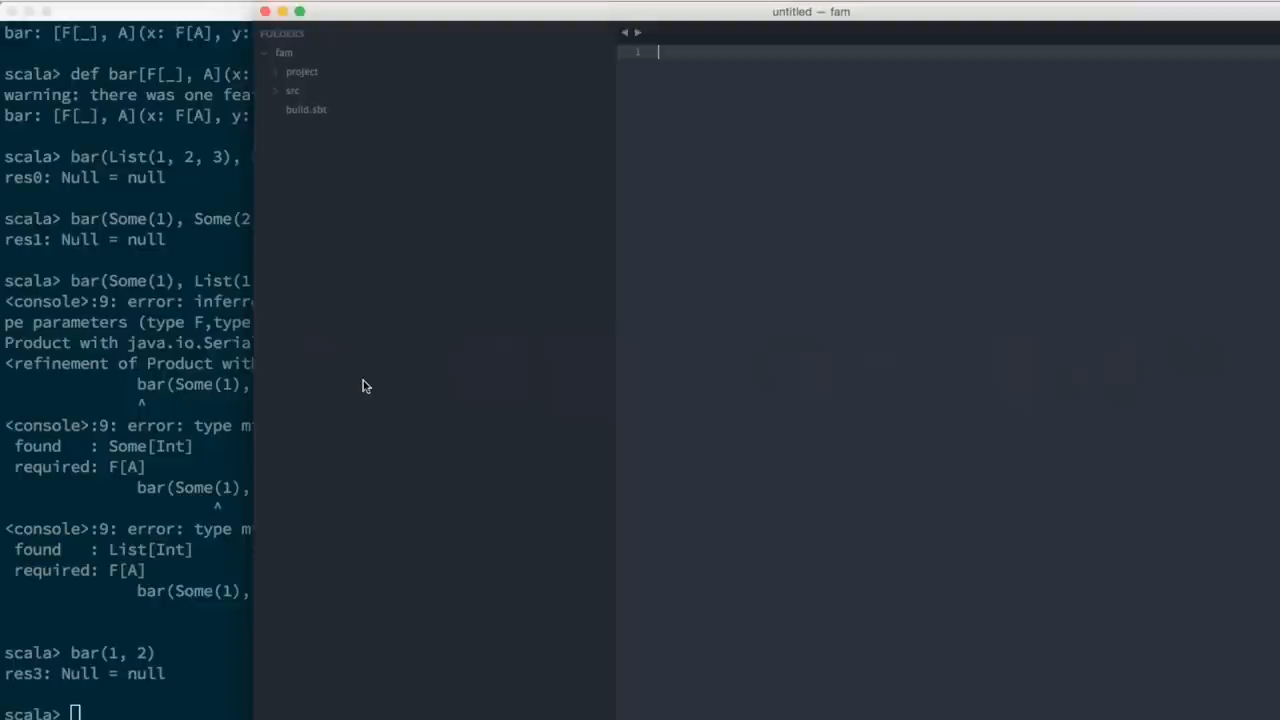 untitled — fam
bar: [F[_], A](x: F[A], y:
scala> def bar[F[_], A](x:
warning: there was one fea
bar: [F[_], A](x: F[A], y:
scala> bar(List(1, 2, 3),
res0: Null = null
scala> bar(Some(1), Some(2
res1: Null = null
scala> bar(Some(1), List(1
<console>:9: error: inferr
pe parameters (type F,type
Product with java.io.Seria
<refinement of Product wit
bar(Some(1),
^
<console>:9: error: type m
found   : Some[Int]
required: F[A]
bar(Some(1),
^
<console>:9: error: type m
found   : List[Int]
required: F[A]
bar(Some(1),
scala> bar(1, 2)
res3: Null = null
scala>
FOLDERS
fam
project
src
build.sbt
1